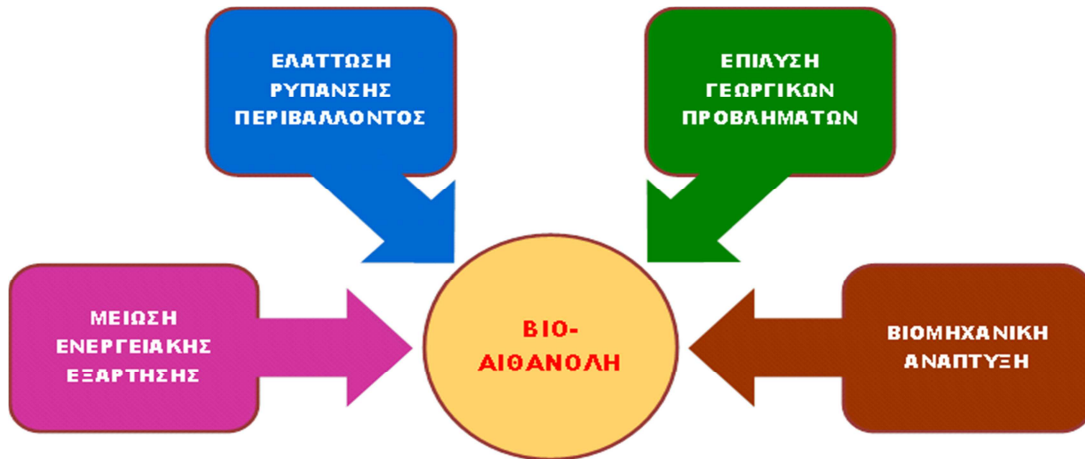 ΕΛΑΤΤΩΣΗ
ΡΥΠΑΝΣΗΣ
ΠΕΡΙΒΑΛΛΟΝΤΟΣ
ΕΠΙΛΥΣΗ
ΓΕΩΡΓΙΚΩΝ
ΠΡΟΒΛΗΜΑΤΩΝ
ΜΕΙΩΣΗ
ΕΝΕΡΓΕΙΑΚΗΣ
ΕΞΑΡΤΗΣΗΣ
ΒΙΟ-
ΑΙΘΑΝΟΛΗ
ΒΙΟΜΗΧΑΝΙΚΗ
ΑΝΑΠΤΥΞΗ